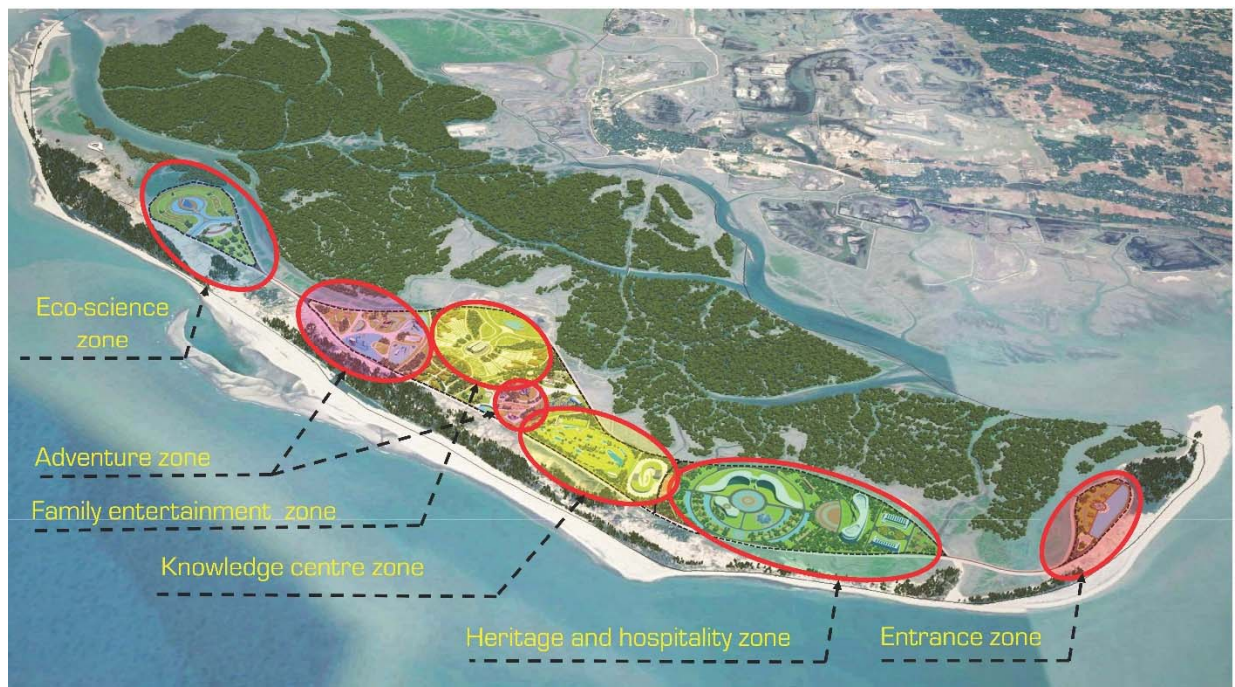 Eco-science
zone
Adventure zone
Family entertainment zone
Knowledge centre zone
Heritage and hospitality zone
Entrance zone